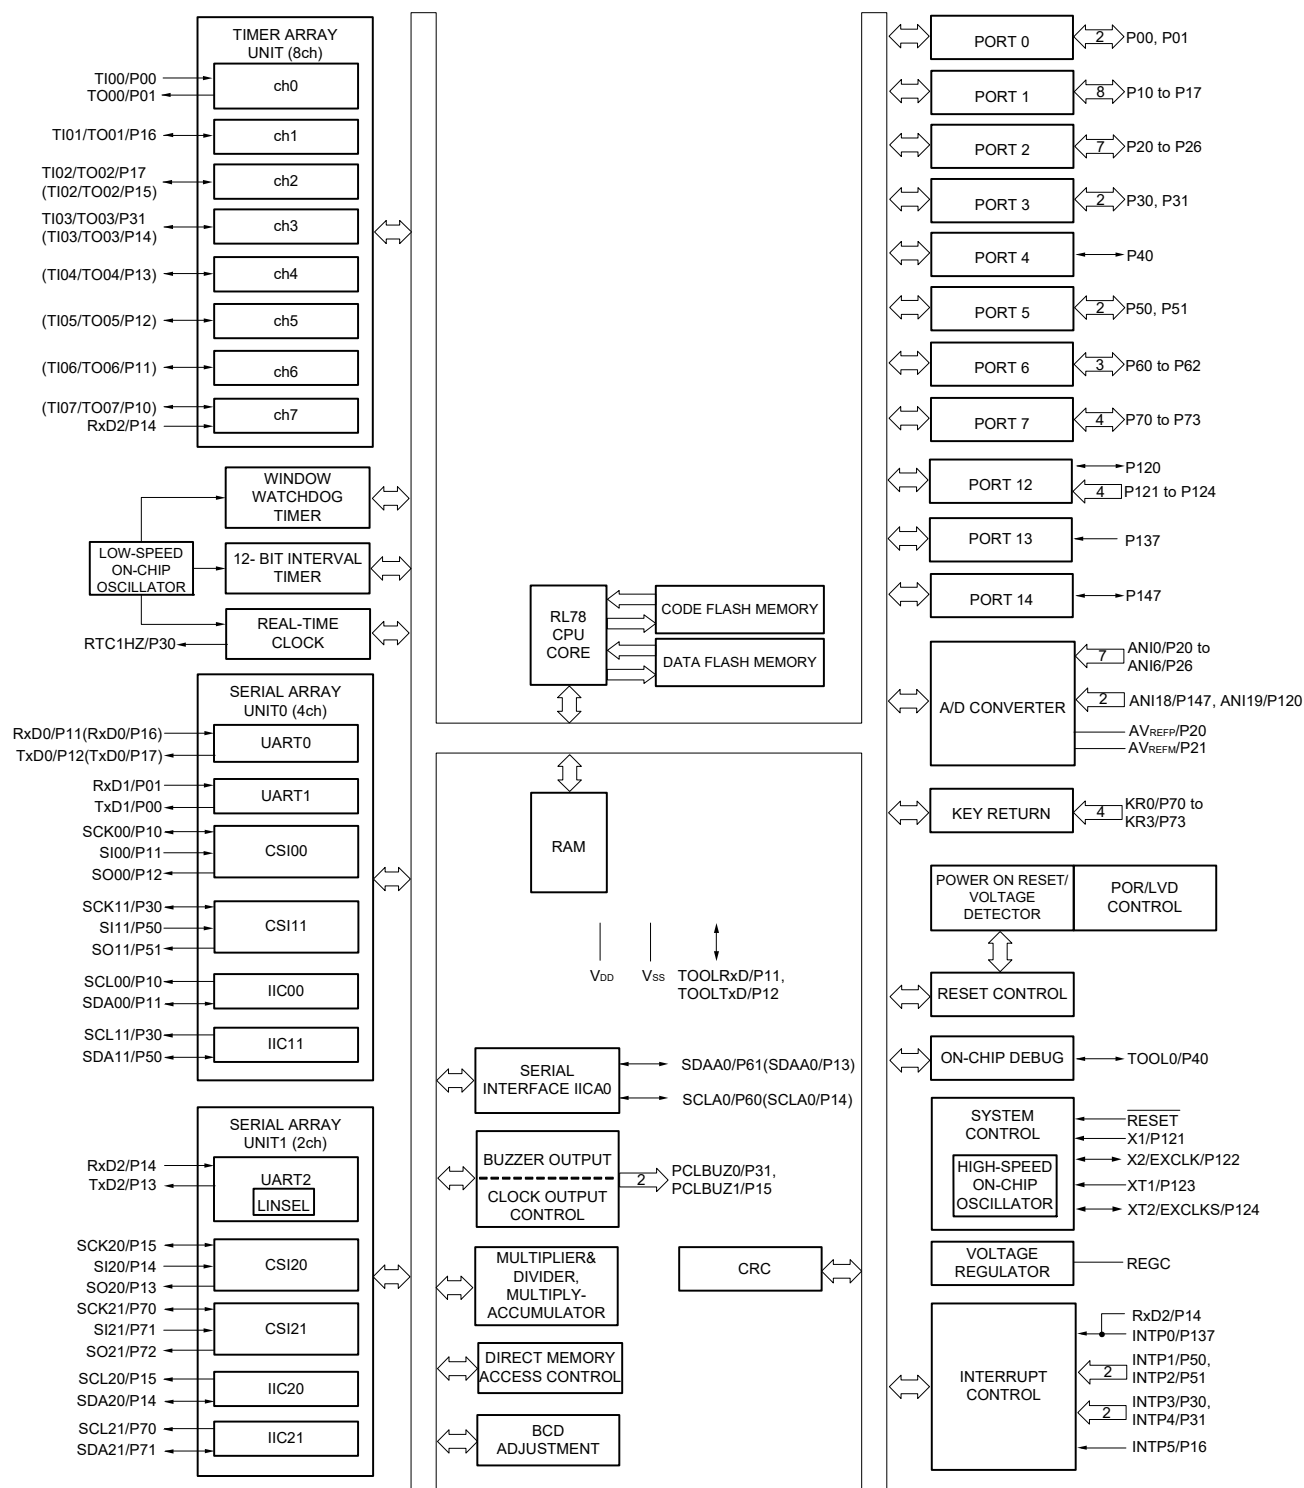 TIMER ARRAY
UNIT (8ch)
TI00/P00
TO00/P01
ch0
TI01/TO01/P16
ch1
TI02/TO02/P17
(TI02/TO02/P15)
ch2
TI03/TO03/P31
(TI03/TO03/P14)
ch3
(TI04/TO04/P13)
ch4
(TI05/TO05/P12)
ch5
(TI06/TO06/P11)
ch6
(TI07/TO07/P10)
RxD2/P14
ch7
WINDOW
WATCHDOG
TIMER
LOW-SPEED
ON-CHIP
OSCILLATOR
12- BIT INTERVAL
TIMER
REAL-TIME
CLOCK
RTC1HZ/P30
SERIAL ARRAY
UNIT0 (4ch)
RxD0/P11(RxD0/P16)
TxD0/P12(TxD0/P17)
UART0
RxD1/P01
TxD1/P00
UART1
SCK00/P10
SI00/P11
SO00/P12
CSI00
SCK11/P30
SI11/P50
SO11/P51
CSI11
SCL00/P10
SDA00/P11
IIC00
SCL11/P30
SDA11/P50
IIC11
SERIAL ARRAY
UNIT1 (2ch)
RxD2/P14
TxD2/P13
UART2
LINSEL
SCK20/P15
SI20/P14
SO20/P13
CSI20
SCK21/P70
SI21/P71
SO21/P72
CSI21
SCL20/P15
SDA20/P14
IIC20
SCL21/P70
SDA21/P71
IIC21
RL78
CPU
CORE
CODE FLASH MEMORY
DATA FLASH MEMORY
RAM
VDD
VSS
TOOLRxD/P11,
TOOLTxD/P12
SERIAL
INTERFACE IICA0
SDAA0/P61(SDAA0/P13)
SCLA0/P60(SCLA0/P14)
BUZZER OUTPUT
CLOCK OUTPUT
CONTROL
2
PCLBUZ0/P31,
PCLBUZ1/P15
MULTIPLIER&
DIVIDER,
MULTIPLY-
ACCUMULATOR
CRC
DIRECT MEMORY
ACCESS CONTROL
BCD
ADJUSTMENT
PORT 0
2
P00, P01
PORT 1
8
P10 to P17
PORT 2
7
P20 to P26
PORT 3
2
P30, P31
PORT 4
P40
PORT 5
2
P50, P51
PORT 6
3
P60 to P62
PORT 7
4
P70 to P73
PORT 12
P120
4
P121 to P124
PORT 13
P137
PORT 14
P147
A/D CONVERTER
7
ANI0/P20 to
ANI6/P26
2
ANI18/P147, ANI19/P120
AVREFP/P20
AVREFM/P21
KEY RETURN
4
KR0/P70 to
KR3/P73
POWER ON RESET/
VOLTAGE
DETECTOR
POR/LVD
CONTROL
RESET CONTROL
ON-CHIP DEBUG
TOOL0/P40
SYSTEM
CONTROL
HIGH-SPEED
ON-CHIP
OSCILLATOR
RESET
X1/P121
X2/EXCLK/P122
XT1/P123
XT2/EXCLKS/P124
VOLTAGE
REGULATOR
REGC
INTERRUPT
CONTROL
RxD2/P14
INTP0/P137
2
INTP1/P50,
INTP2/P51
2
INTP3/P30,
INTP4/P31
INTP5/P16